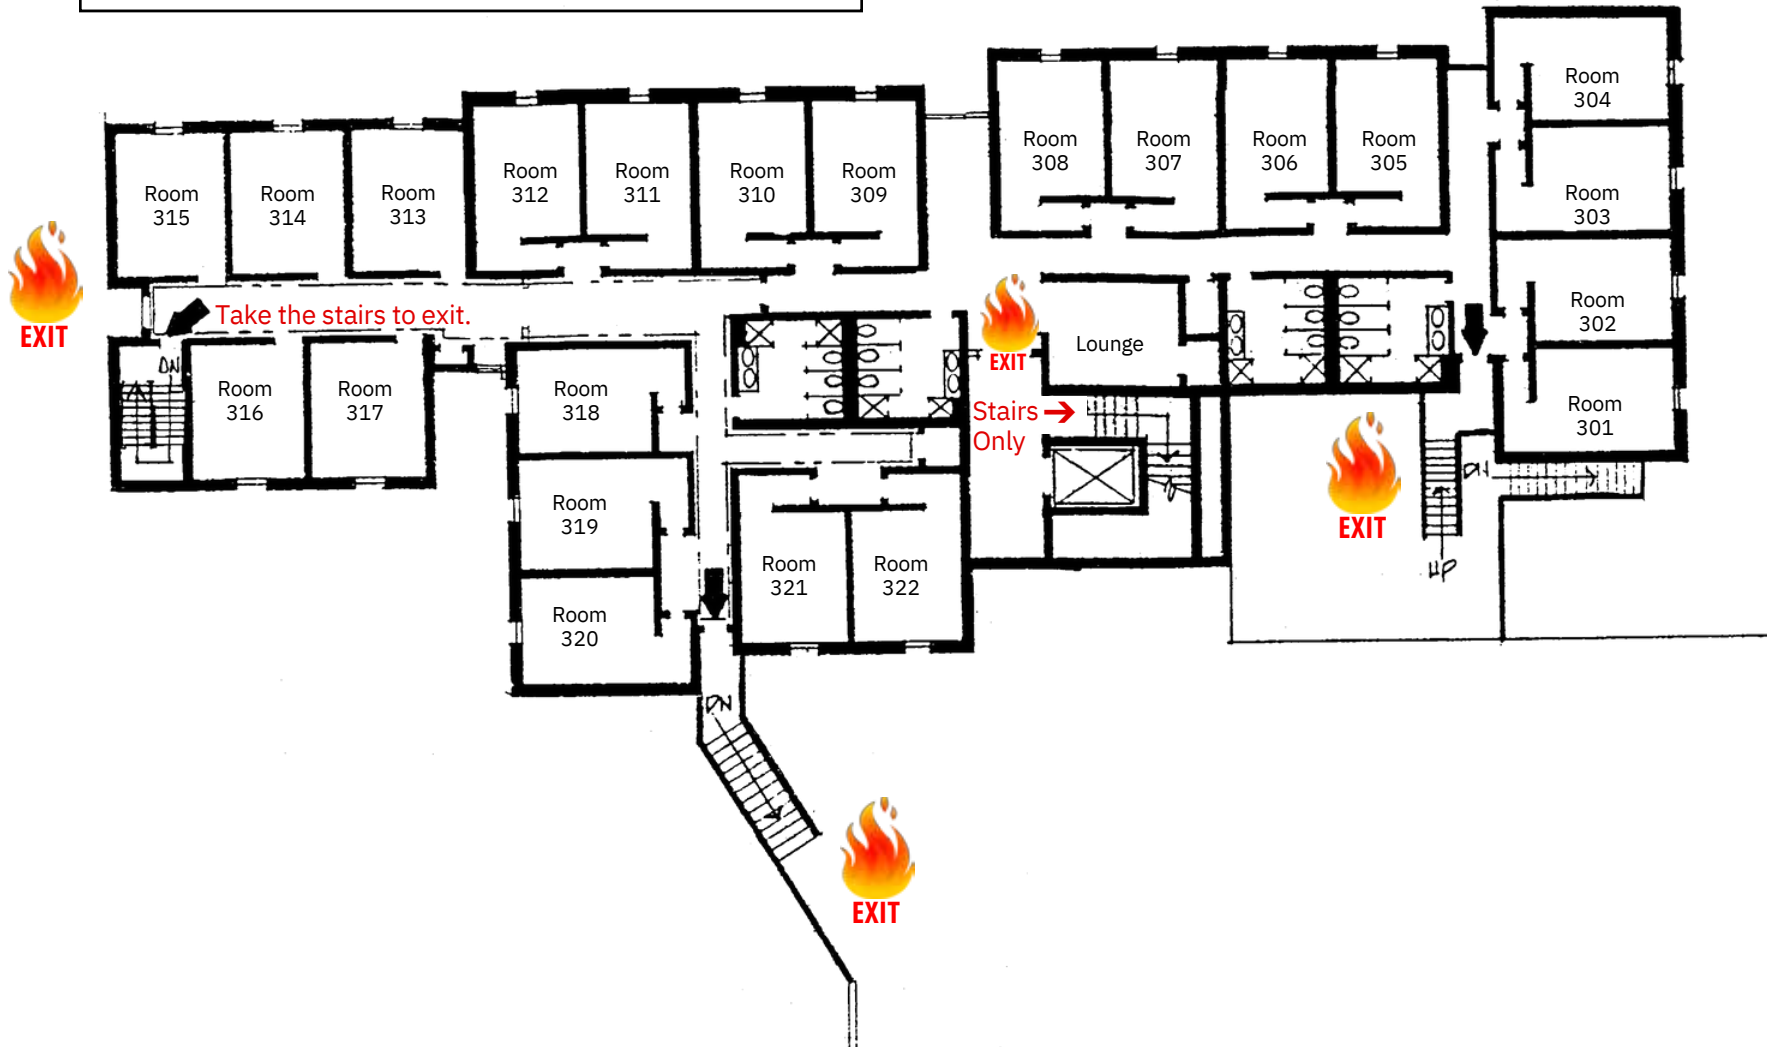 Room
304
Room
308
Room
307
Room
306
Room
305
Room
312
Room
311
Room
310
Room
309
Room
315
Room
314
Room
313
Room
303
EXIT
Take the stairs to exit.
Room
302
EXIT
Lounge
DN
Room
316
Room
317
Room
318
Stairs
Only
Room
301
Room
319
EXIT
DN
Room
321
Room
322
UP
Room
320
DN
EXIT